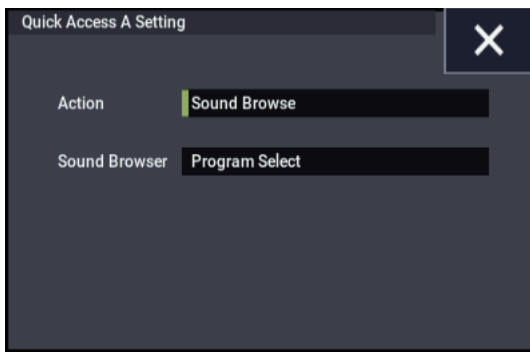 Quick Access A Setting
Action Sound Browse
Sound Browser Program Select